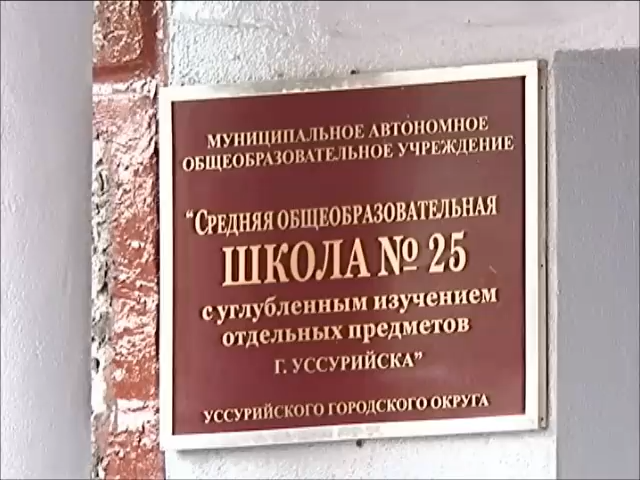 МУНИЦИПАЛЬНОЕ АВТОНОМНОЕ
ОБЩЕОБРАЗОВАТЕЛЬНОЕ УЧРЕЖДЕНИЕ
“СРЕДНЯЯ ОБЩЕОБРАЗОВАТЕЛЬНАЯ
ШКОЛА № 25
с углубленным изучением
отдельных предметов
Г. УССУРИЙСКА”
УССУРИЙСКОГО ГОРОДСКОГО ОКРУГА